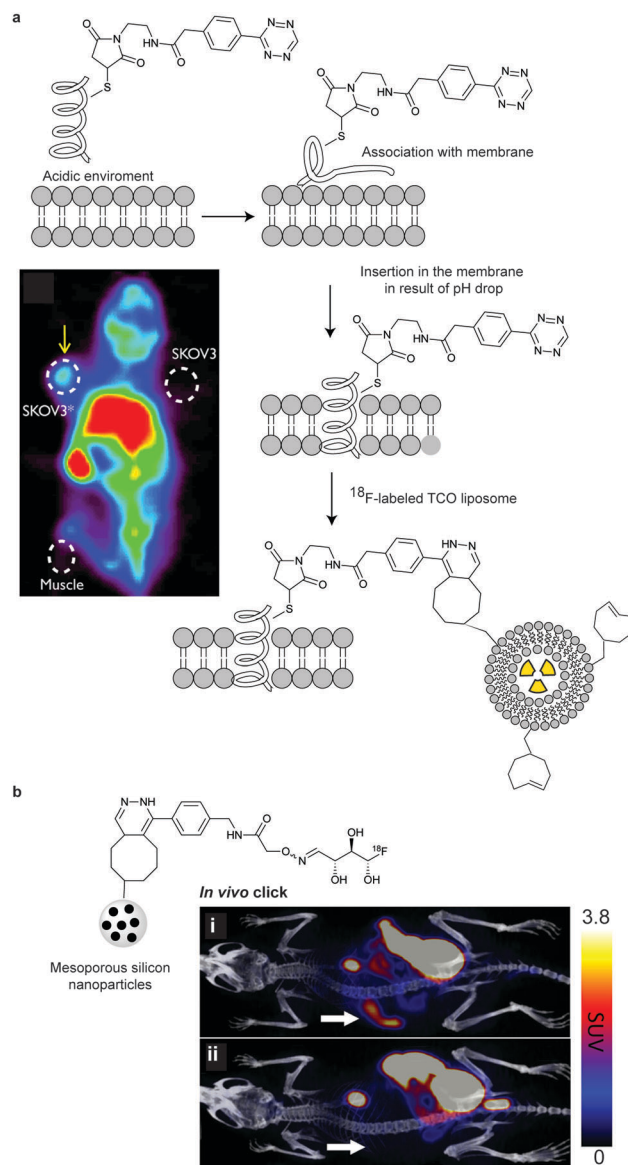 a
O
N
O
S
N
H
O
N
N
N
N
O
N
O
S
N
H
O
N
N
N
N
Acidic enviroment
Association with membrane
Insertion in the membrane
in result of pH drop
O
N
O
S
N
H
O
N
N
N
N
SKOV3
SKOV3*
Muscle
18F-labeled TCO liposome
O
N
O
S
N
H
O
HN
N
b
N
NH
N
H
O
O
N
OH
18F
OH
OH
In vivo click
Mesoporous silicon
nanoparticles
i
ii
3.8
SUV
0